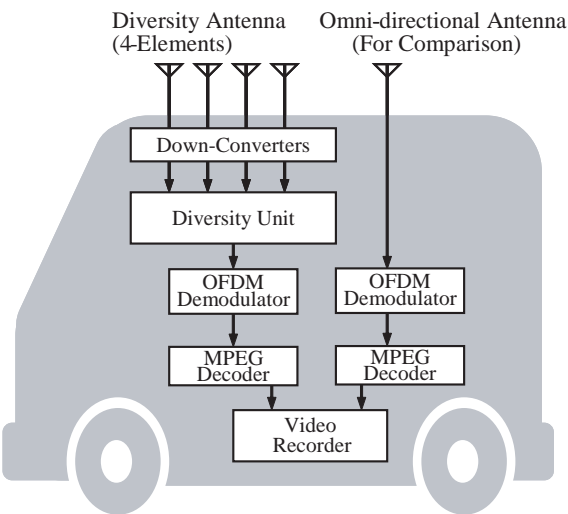 Diversity Antenna
(4-Elements)
Omni-directional Antenna
(For Comparison)
Down-Converters
Diversity Unit
OFDM
Demodulator
OFDM
Demodulator
MPEG
Decoder
MPEG
Decoder
Video
Recorder